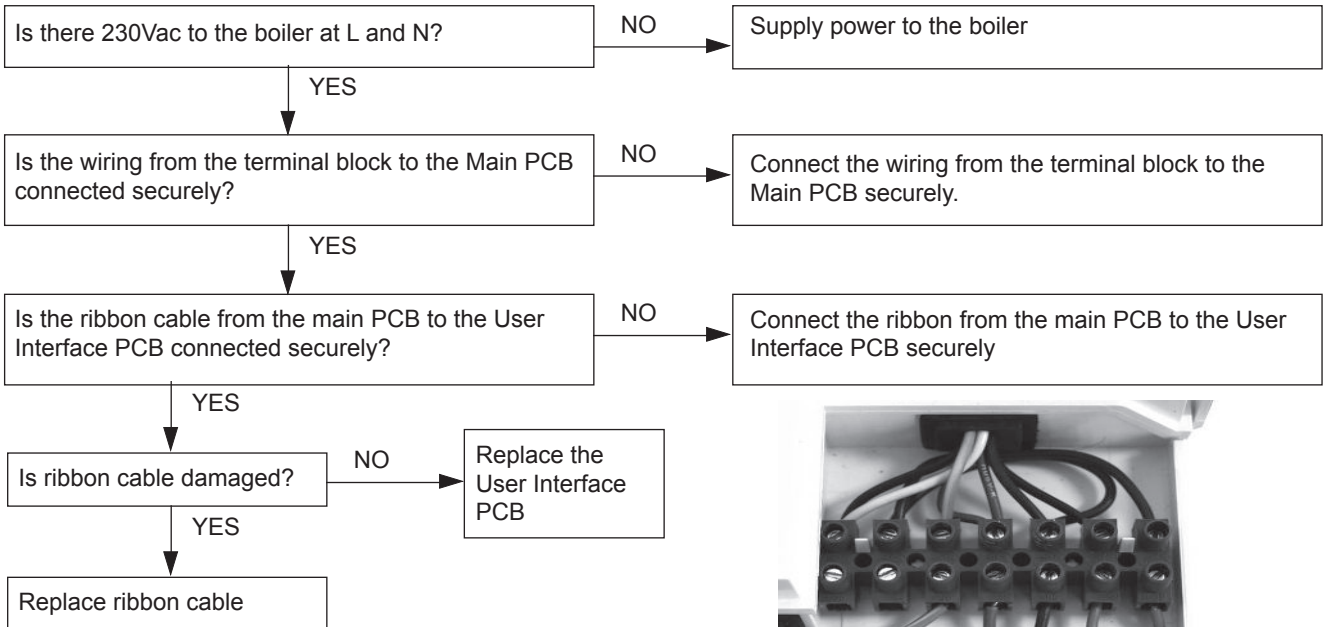 Is there 230Vac to the boiler at L and N?
NO
Supply power to the boiler
YES
Is the wiring from the terminal block to the Main PCB
connected securely?
NO
Connect the wiring from the terminal block to the
Main PCB securely.
YES
Is the ribbon cable from the main PCB to the User
Interface PCB connected securely?
NO
Connect the ribbon from the main PCB to the User
Interface PCB securely
YES
Is ribbon cable damaged?
NO
Replace the
User Interface
PCB
YES
Replace ribbon cable